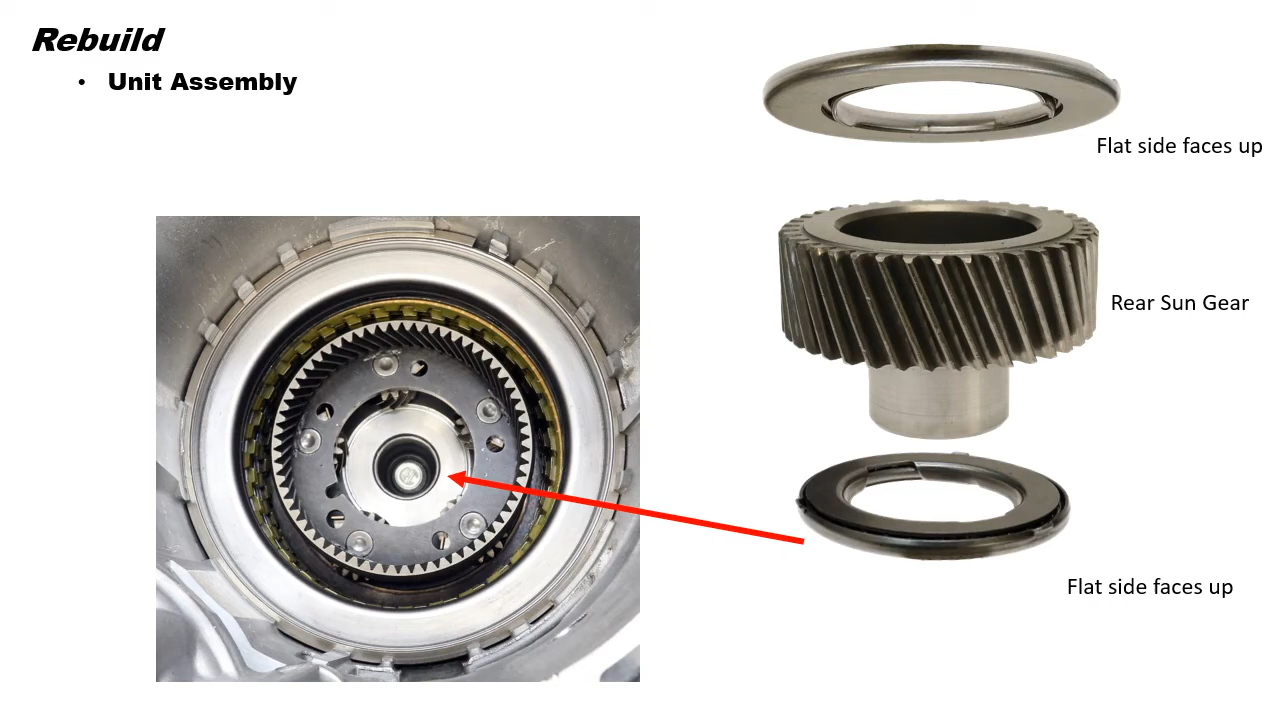 Rebuild
• Unit Assembly
Flat side faces up
Rear Sun Gear
Flat side faces up